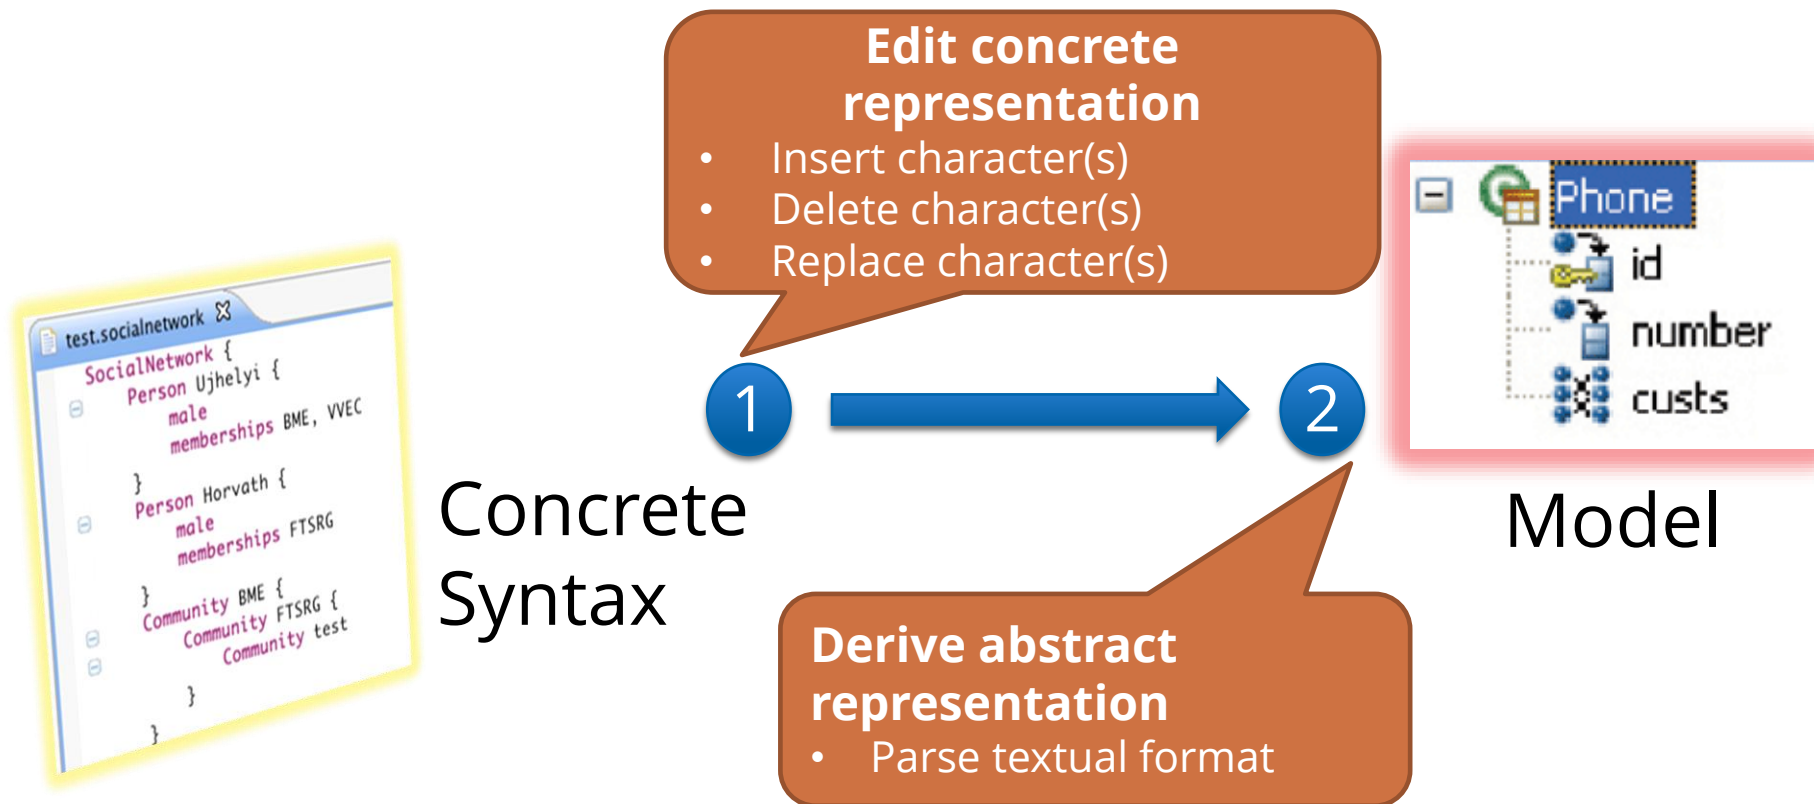 Edit concrete
representation
• Insert character(s)
• Delete character(s)
• Replace character(s)
test.socialnetwork
SocialNetwork {
Person Ujhelyi {
male
memberships BME, VVEC
}
Person Horvath {
male
memberships FTSRG
}
Community BME {
Community FTSRG {
Community test
}
}
Concrete
Syntax
1
2
Phone
id
number
custs
Model
Derive abstract
representation
• Parse textual format